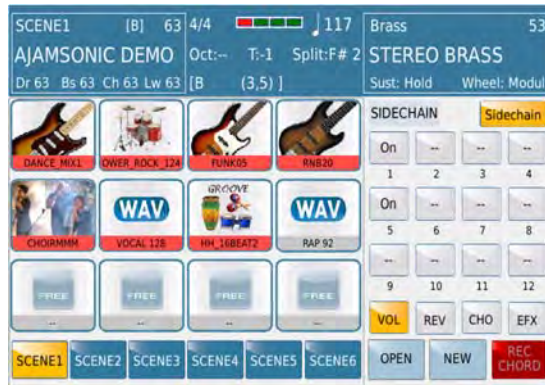 SCENE1 [B] 63 4/4 117
AJAMSONIC DEMO Oct:-- T:-1 Split:F# 2
Dr 63 Bs 63 Ch 63 Lw 63 [B (3,5) ]
Brass 53
STEREO BRASS
Sust: Hold Wheel: Modul
DANCE_MIX1 OWER_ROCK_124 FUNK05 RNB20
GROOVE
WAV WAV
CHOIRMMM VOCAL 128 HH_16BEAT2 RAP 92
FREE FREE FREE FREE
-- -- -- --
SCENE1 SCENE2 SCENE3 SCENE4 SCENE5 SCENE6
SIDECHAIN Sidechain
On -- -- --
1 2 3 4
On -- -- --
5 6 7 8
-- -- -- --
9 10 11 12
VOL REV CHO EFX
OPEN NEW REC CHORD